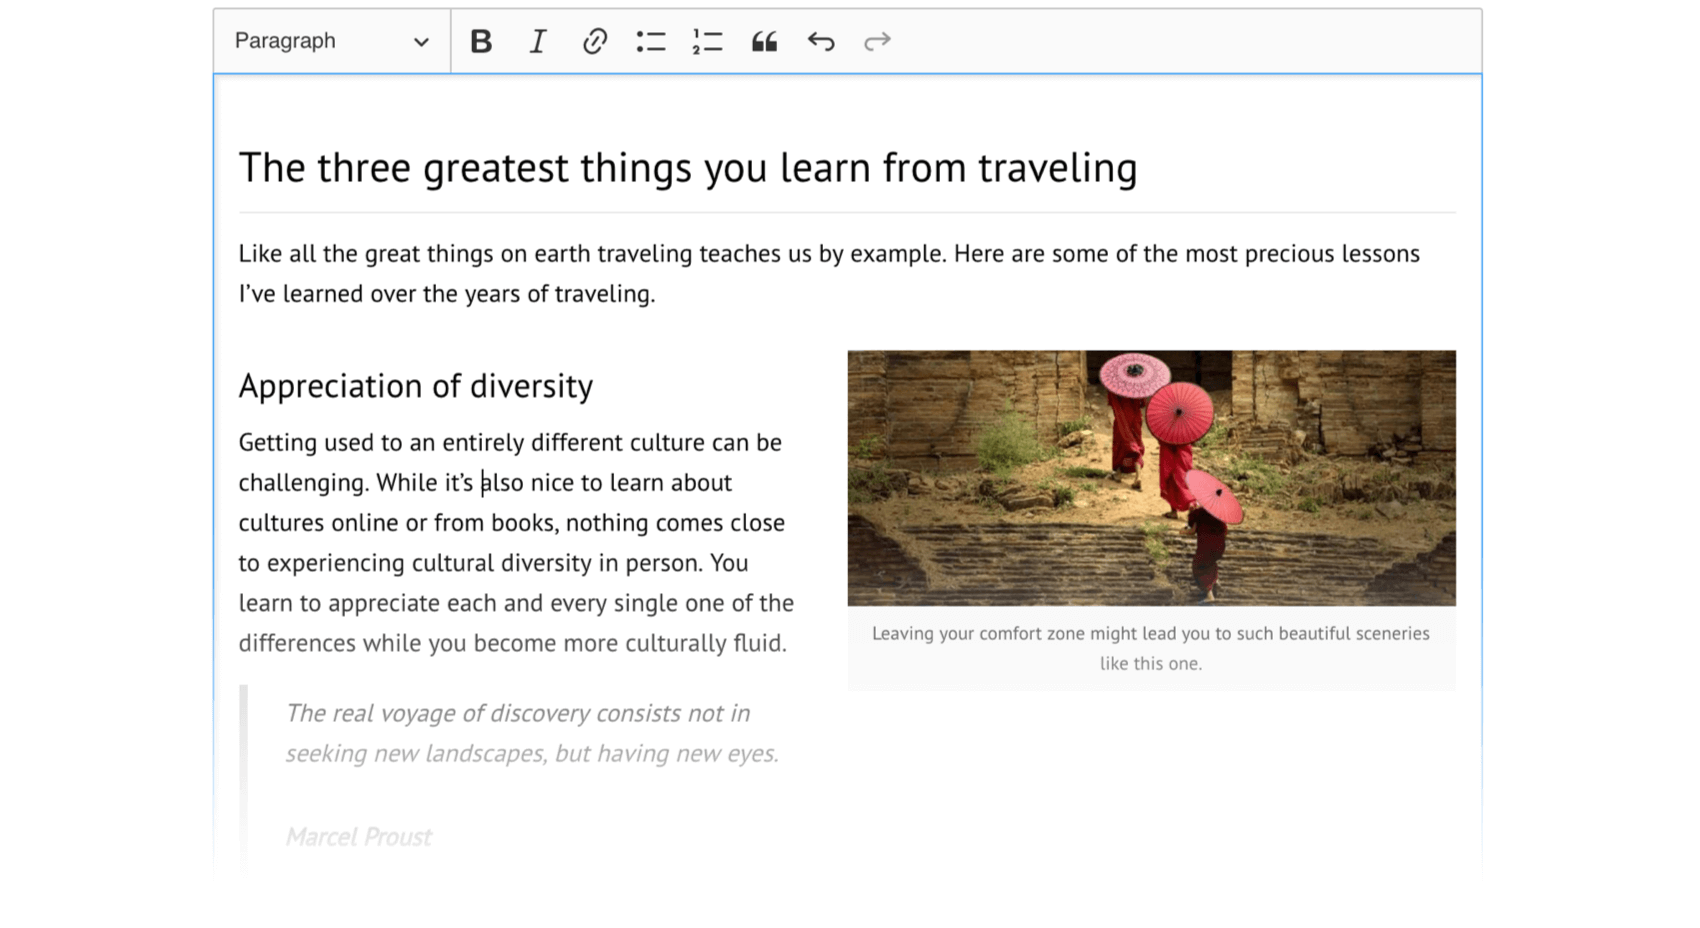 Paragraph
B I
The three greatest things you learn from traveling
Like all the great things on earth traveling teaches us by example. Here are some of the most precious lessons
I’ve learned over the years of traveling.
Appreciation of diversity
Getting used to an entirely different culture can be
challenging. While it’s also nice to learn about
cultures online or from books, nothing comes close
to experiencing cultural diversity in person. You
learn to appreciate each and every single one of the
differences while you become more culturally fluid.
Leaving your comfort zone might lead you to such beautiful sceneries
like this one.
The real voyage of discovery consists not in
seeking new landscapes, but having new eyes.
Marcel Proust